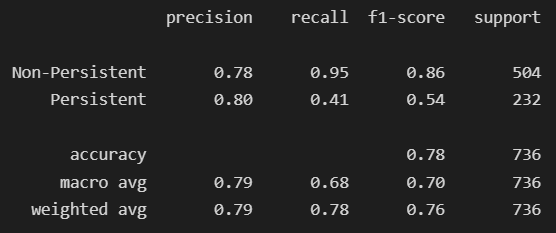 precision recall f1-score support
Non-Persistent 0.78 0.95 0.86 504
Persistent 0.80 0.41 0.54 232
accuracy 0.78 736
macro avg 0.79 0.68 0.70 736
weighted avg 0.79 0.78 0.76 736